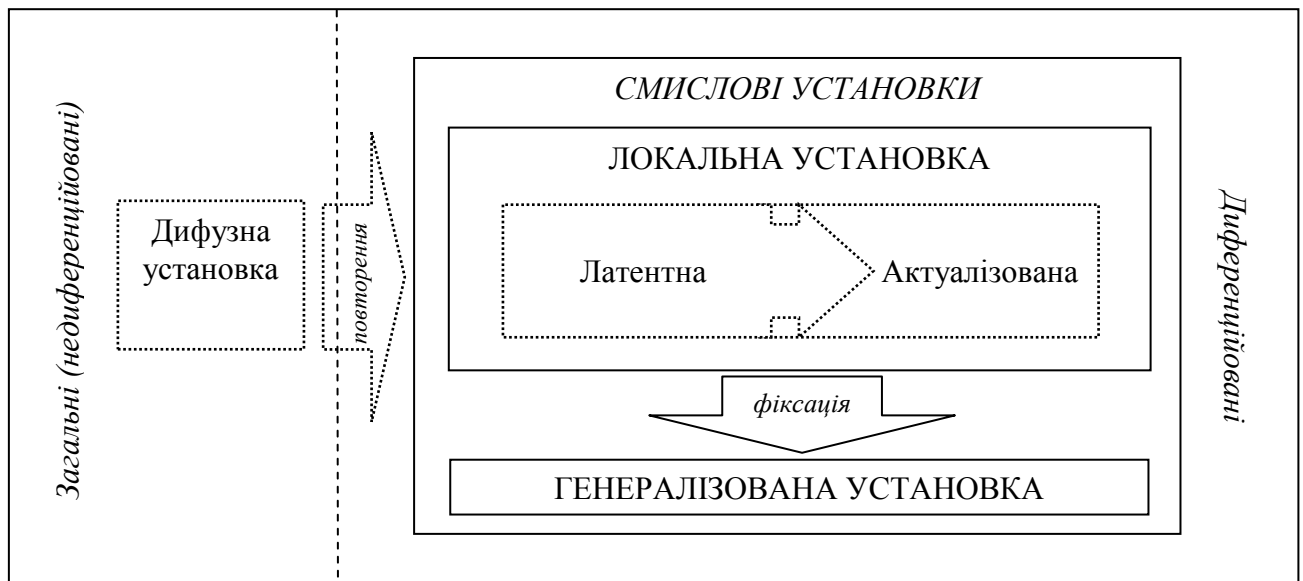 Загальні (недиференційовані)
Дифузна
установка
повторення
СМИСЛОВІ УСТАНОВКИ
ЛОКАЛЬНА УСТАНОВКА
Латентна
Актуалізована
фіксація
ГЕНЕРАЛІЗОВАНА УСТАНОВКА
Диференційовані